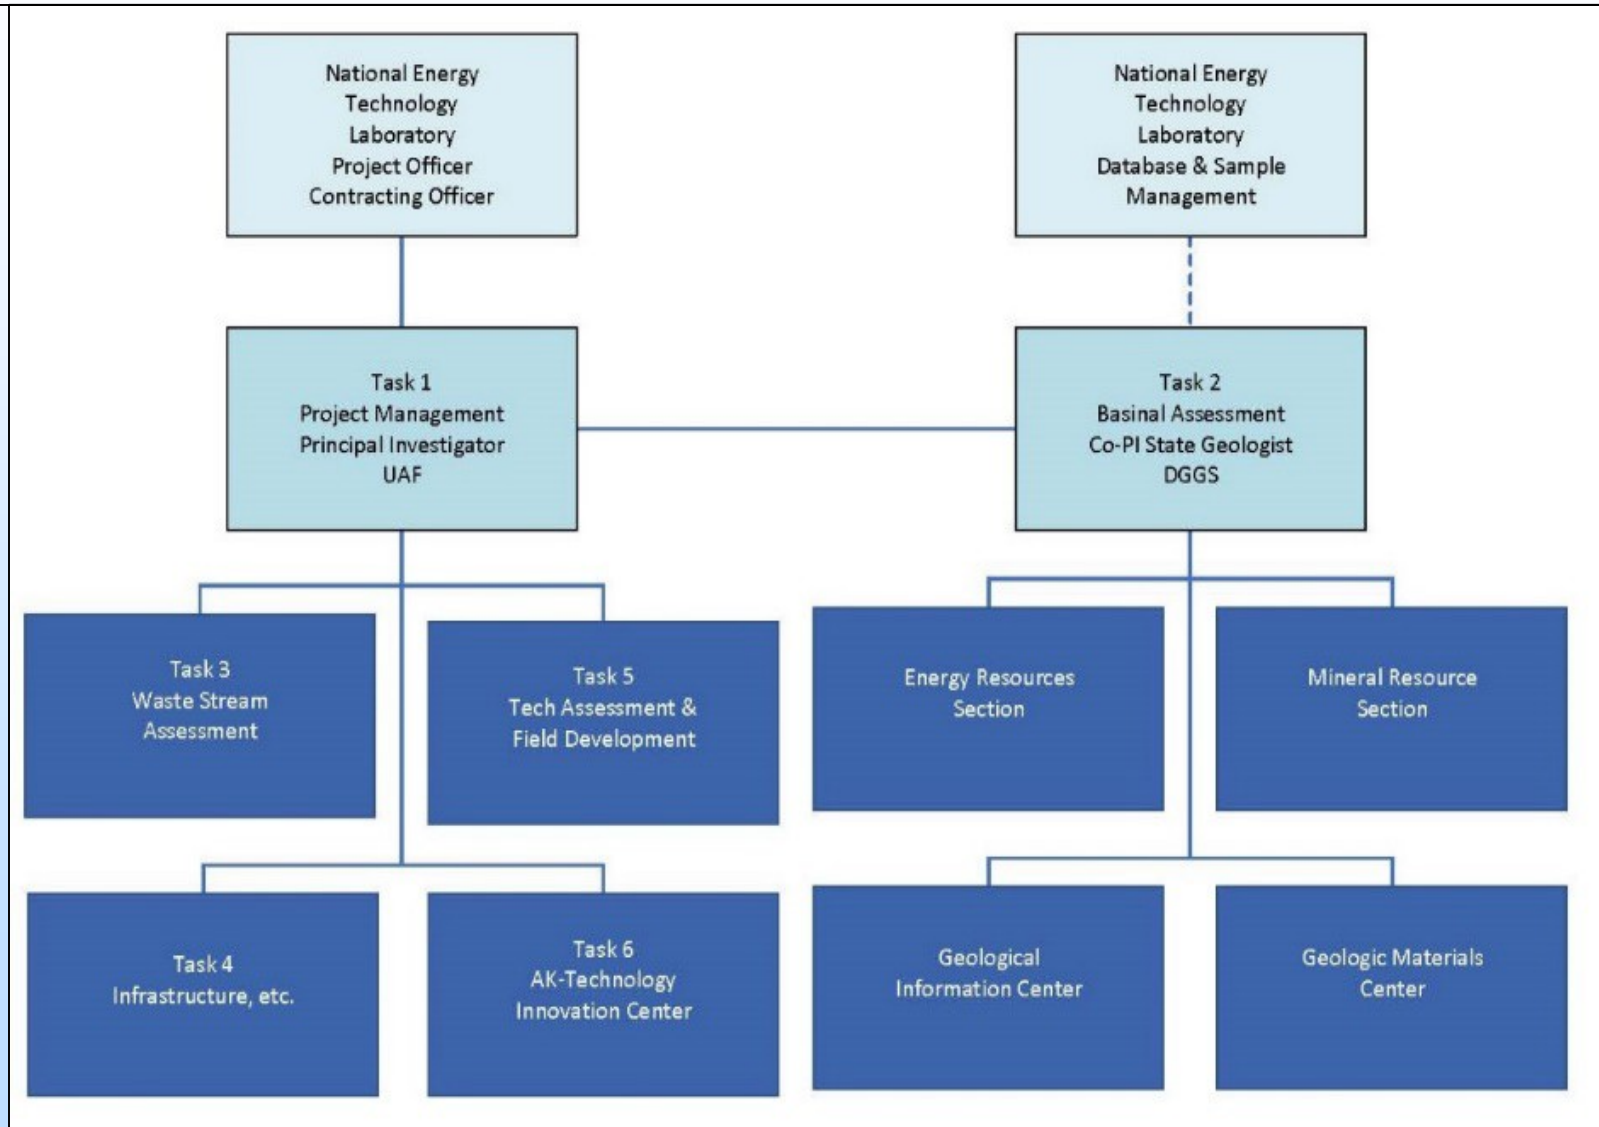 National Energy
Technology
Laboratory
Project Officer
Contracting Officer
National Energy
Technology
Laboratory
Database & Sample
Management
Task 1
Project Management
Principal Investigator
UAF
Task 2
Basinal Assessment
Co-PI State Geologist
DGGS
Task 3
Waste Stream
Assessment
Task 5
Tech Assessment &
Field Development
Energy Resources
Section
Mineral Resource
Section
Task 4
Infrastructure, etc.
Task 6
AK-Technology
Innovation Center
Geological
Information Center
Geologic Materials
Center